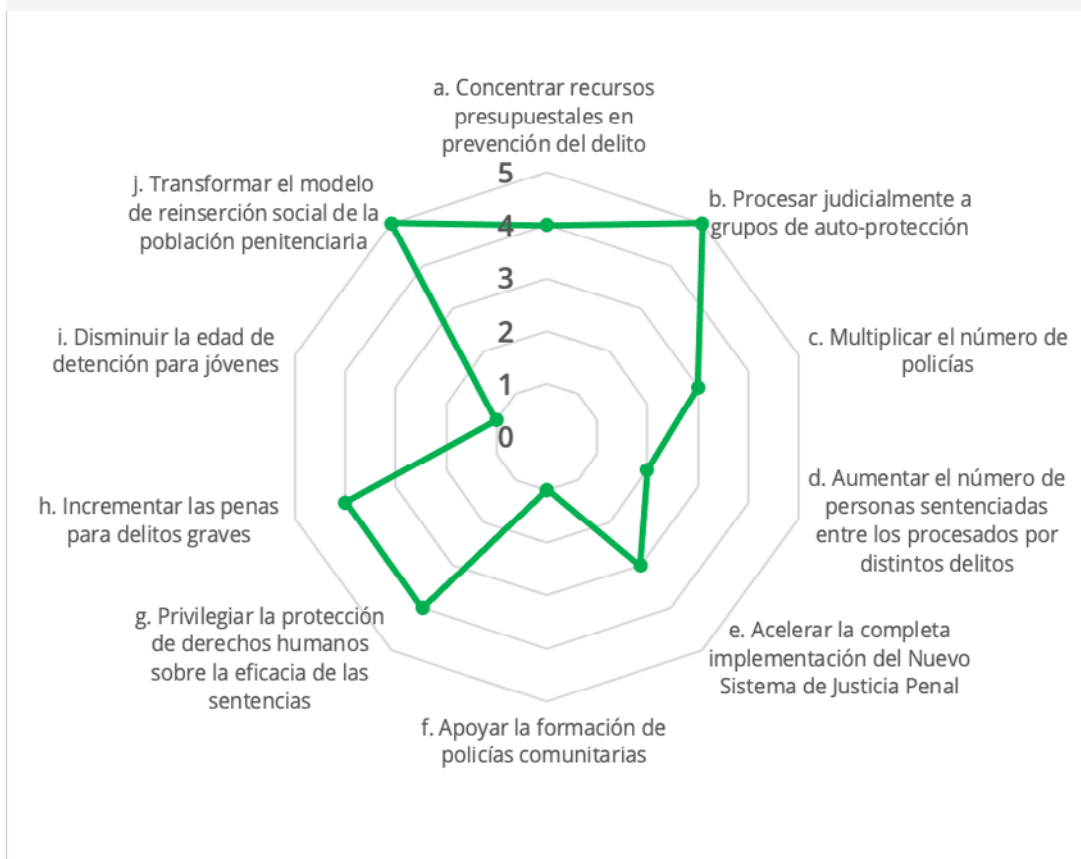 a. Concentrar recursos
presupuestales en
prevención del delito
5
4
3
2
1
0
b. Procesar judicialmente a
grupos de auto-protección
c. Multiplicar el número de
policías
d. Aumentar el número de
personas sentenciadas
entre los procesados por
distintos delitos
e. Acelerar la completa
implementación del Nuevo
Sistema de Justicia Penal
f. Apoyar la formación de
policías comunitarias
g. Privilegiar la protección
de derechos humanos
sobre la eficacia de las
sentencias
h. Incrementar las penas
para delitos graves
i. Disminuir la edad de
detención para jóvenes
j. Transformar el modelo
de reinserción social de la
población penitenciaria